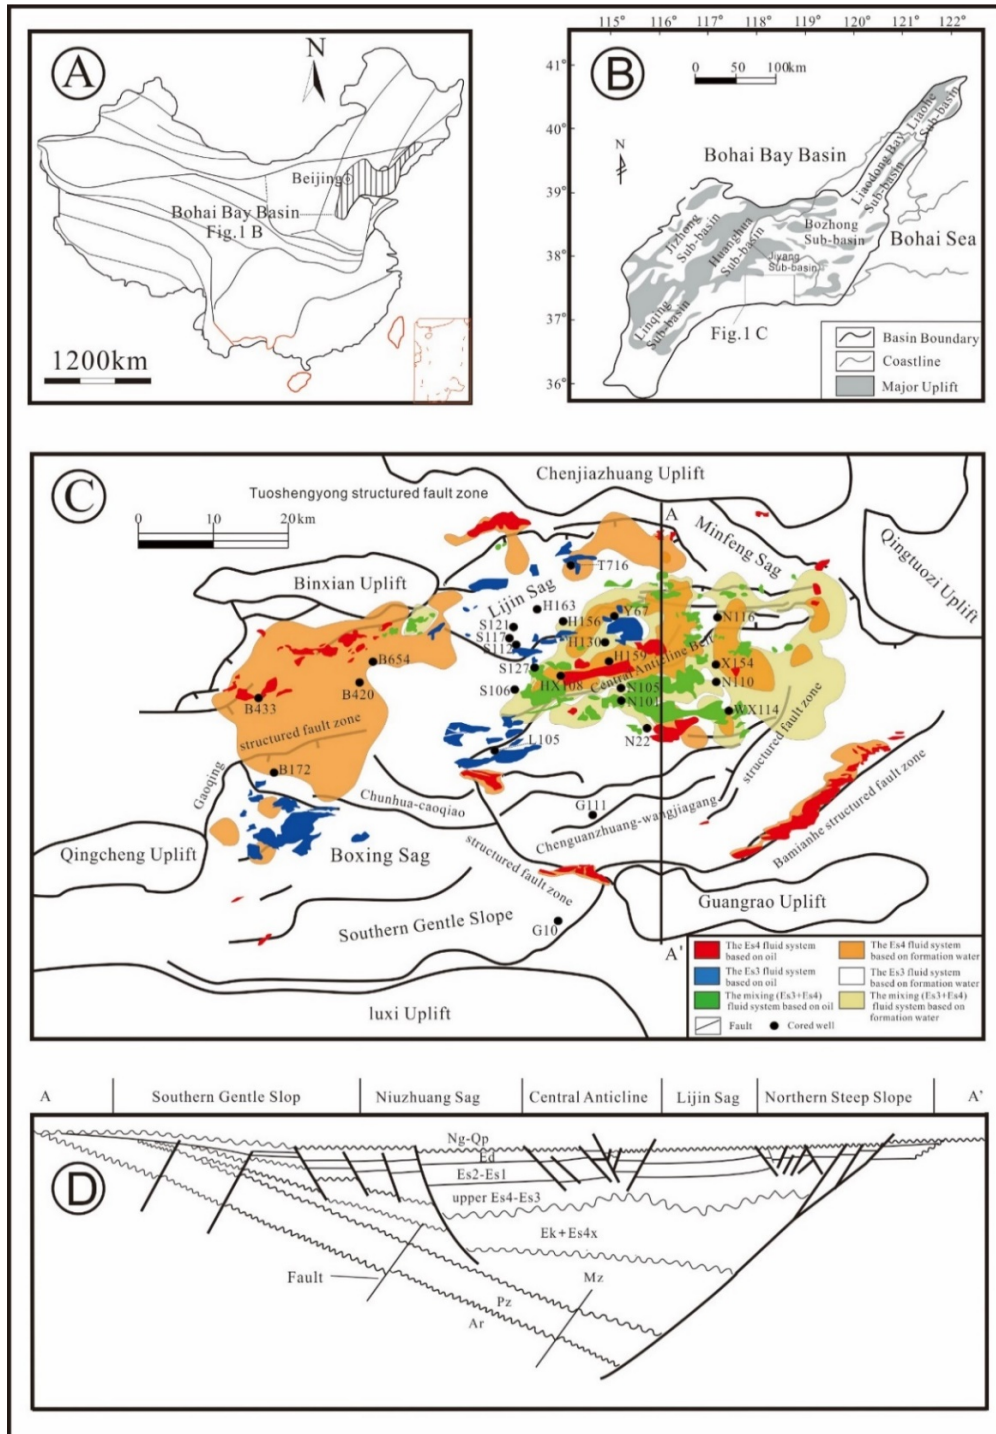 A
N
Beijing
Bohai Bay Basin
Fig.1 B
1200km
115° 116° 117° 118° 119° 120° 121° 122°
41°
40°
39°
38°
37°
36°
B
0 50 100km
N
Bohai Bay Basin
Liaohe
Sub-basin
Liaodong Bay
Sub-basin
Bozhong
Sub-basin
Bohai Sea
Jizhong
Sub-basin
Huanghua
Sub-basin
Jiyang
Sub-basin
Linqing
Sub-basin
Fig.1 C
Basin Boundary
Coastline
Major Uplift
C
Tuoshengyong structured fault zone
Chenjiazhuang Uplift
0 10 20km
A
Minfeng Sag
Qingtuozi Uplift
Binxian Uplift
T716
Lijin Sag
H163
Y67
H156
N116
S121
S117
S112
H130
H159
Central Anticline Belt
B654
S127
X154
HX108
N105
N110
B420
S106
N101
B433
WX114
structured fault zone
N22
L105
structured fault zone
B172
Gaoqing
Chunhua-caoqiao
G111
Chenguanzhuang-wangjiagang
Bamianhe structured fault zone
Qingcheng Uplift
Boxing Sag
structured fault zone
Guangrao Uplift
Southern Gentle Slope
G10
A'
luxi Uplift
The Es4 fluid system
based on oil
The Es4 fluid system
based on formation water
The Es3 fluid system
based on oil
The Es3 fluid system
based on formation water
The mixing (Es3+Es4)
fluid system based on oil
The mixing (Es3+Es4)
fluid system based on
formation water
Fault
Cored well
A Southern Gentle Slop Niuzhuang Sag Central Anticline Lijin Sag Northern Steep Slope A'
D
Ng-Qp
Ed
Es2-Es1
upper Es4-Es3
Ek+Es4x
Fault
Mz
Pz
Ar